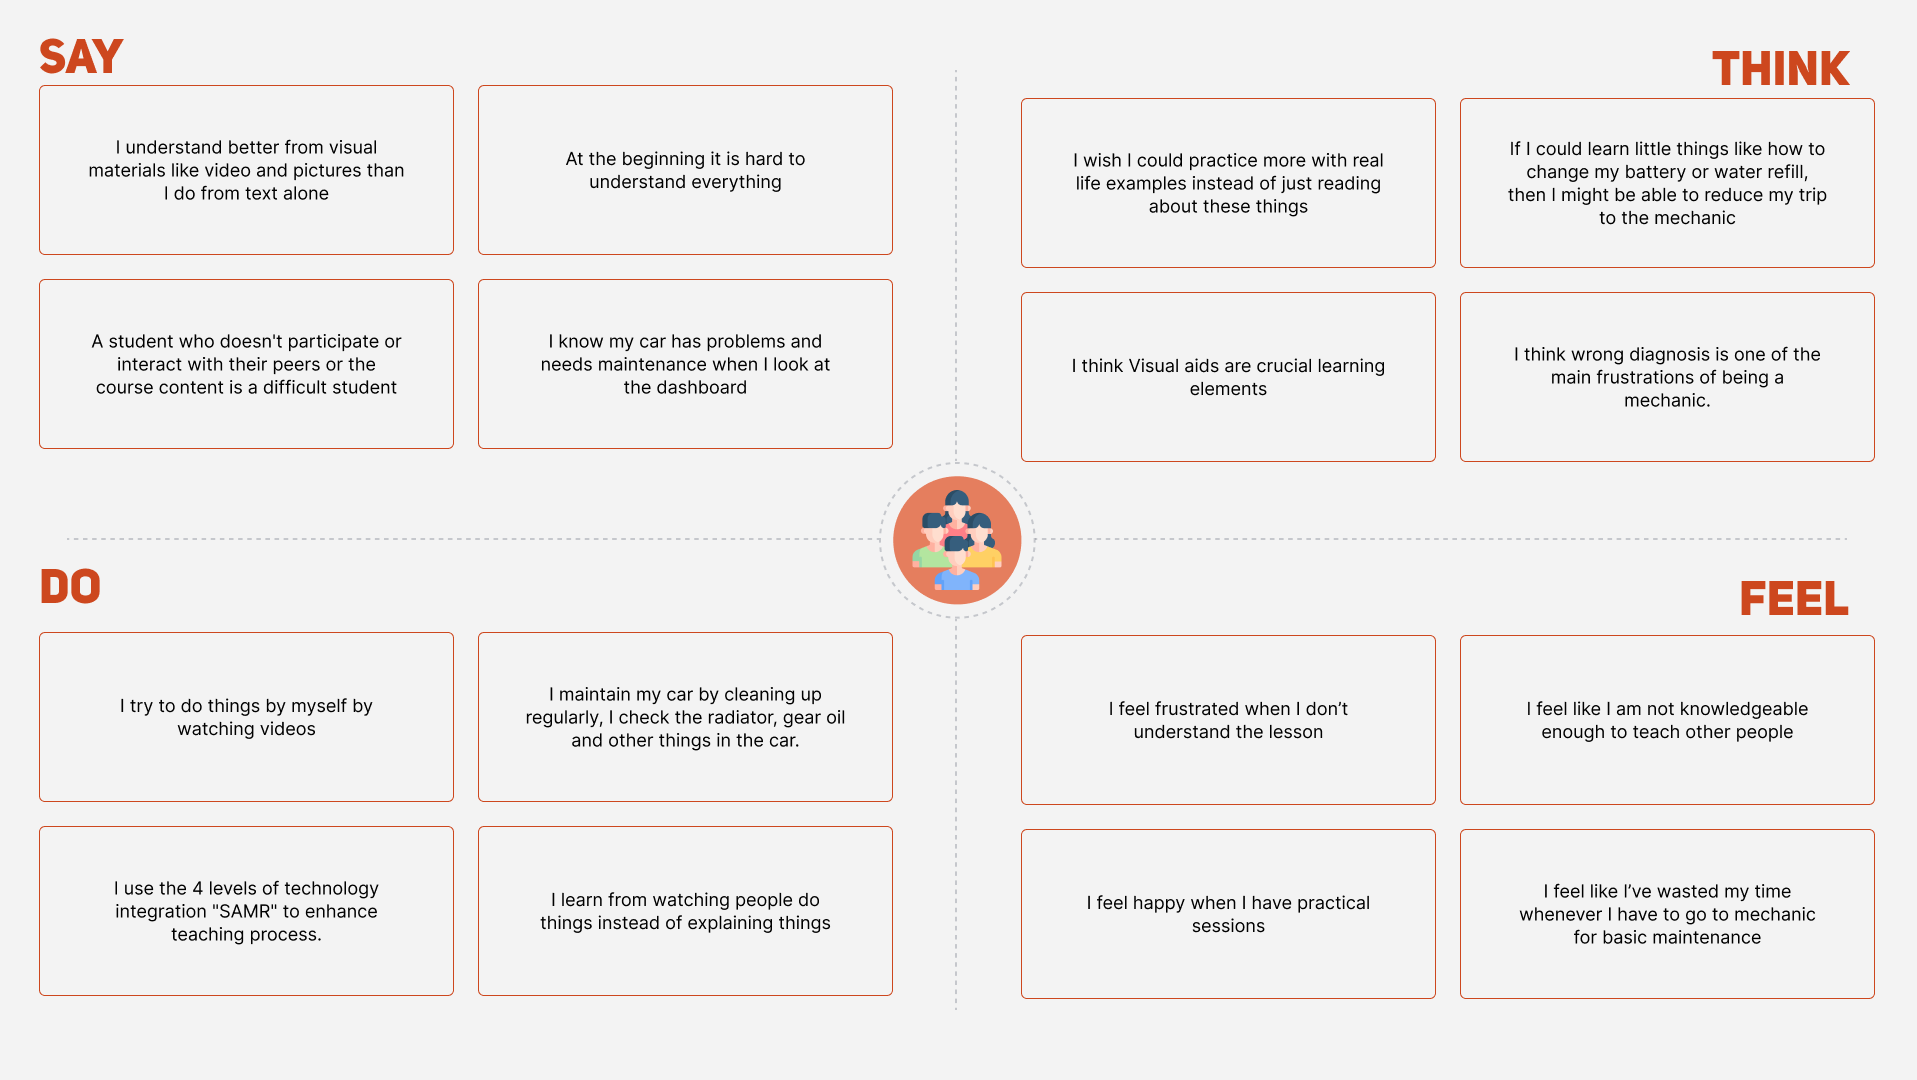 SAY
I understand better from visual
materials like video and pictures than
I do from text alone
At the beginning it is hard to
understand everything
A student who doesn't participate or
interact with their peers or the
course content is a difficult student
I know my car has problems and
needs maintenance when I look at
the dashboard
THINK
I wish I could practice more with real
life examples instead of just reading
about these things
If I could learn little things like how to
change my battery or water refill,
then I might be able to reduce my trip
to the mechanic
I think Visual aids are crucial learning
elements
I think wrong diagnosis is one of the
main frustrations of being a
mechanic.
DO
I try to do things by myself by
watching videos
I maintain my car by cleaning up
regularly, I check the radiator, gear oil
and other things in the car.
I use the 4 levels of technology
integration "SAMR" to enhance
teaching process.
I learn from watching people do
things instead of explaining things
FEEL
I feel frustrated when I don’t
understand the lesson
I feel like I am not knowledgeable
enough to teach other people
I feel happy when I have practical
sessions
I feel like I’ve wasted my time
whenever I have to go to mechanic
for basic maintenance